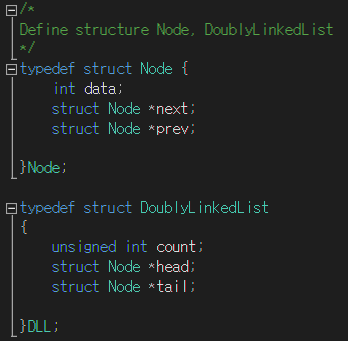 /*
Define structure Node, DoublyLinkedList
*/
typedef struct Node {
int data;
struct Node *next;
struct Node *prev;
}Node;
typedef struct DoublyLinkedList
{
unsigned int count;
struct Node *head;
struct Node *tail;
}DLL;